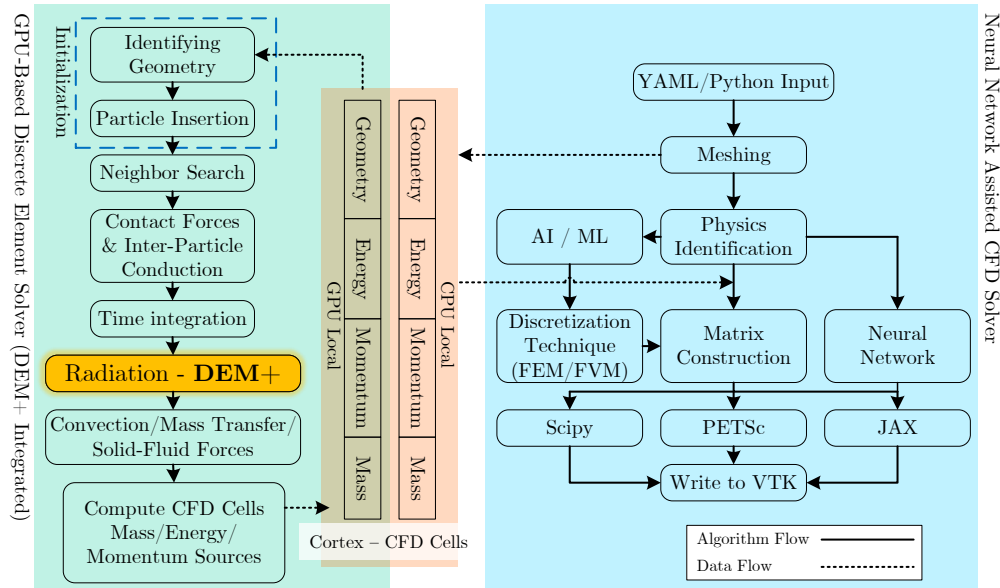 GPU-Based Discrete Element Solver (DEM+ Integrated)
Initialization
Identifying
Geometry
Particle Insertion
Neighbor Search
Contact Forces
& Inter-Particle
Conduction
Time integration
Radiation - DEM+
Convection/Mass Transfer/
Solid-Fluid Forces
Compute CFD Cells
Mass/Energy/
Momentum Sources
GPU Local
Geometry
Energy
Momentum
Mass
Geometry
Energy
Momentum
Mass
CPU Local
Cortex – CFD Cells
YAML/Python Input
Meshing
Physics
Identification
AI / ML
Discretization
Technique
(FEM/FVM)
Matrix
Construction
Neural
Network
Scipy
PETSc
JAX
Write to VTK
Algorithm Flow
Data Flow
Neural Network Assisted CFD Solver